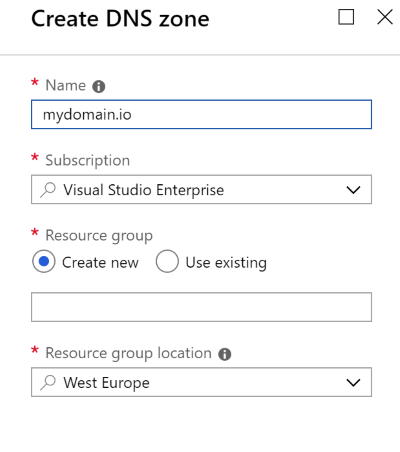 Create DNS zone
* Name
mydomain.io
* Subscription
Visual Studio Enterprise
* Resource group
Create new Use existing
* Resource group location
West Europe